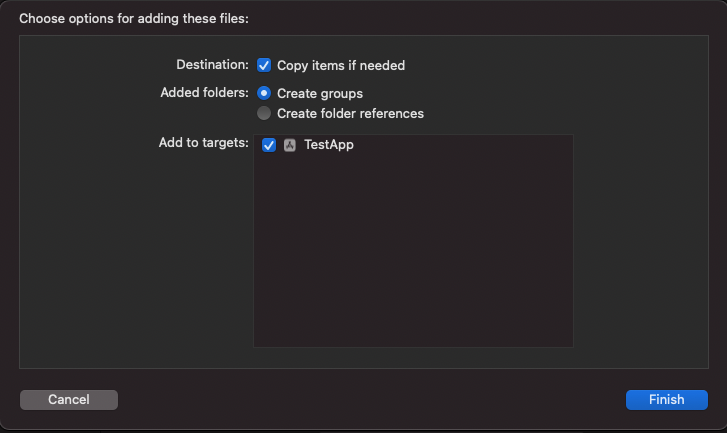 Choose options for adding these files:
Destination: Copy items if needed
Added folders: Create groups
Create folder references
Add to targets: TestApp
Cancel Finish